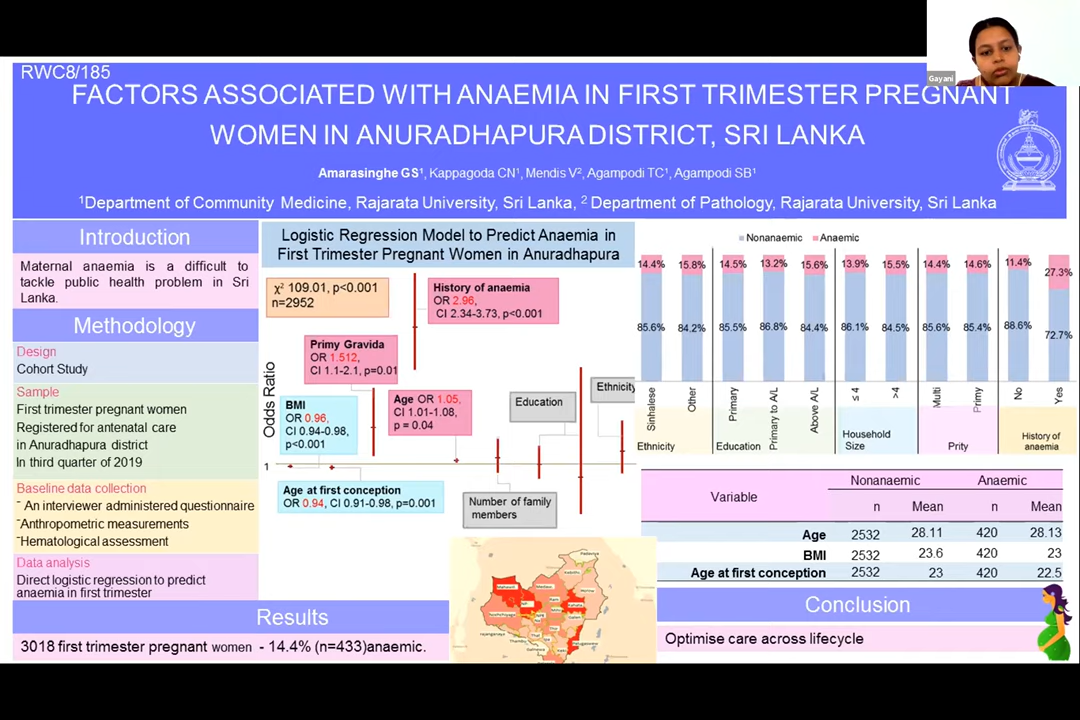 RWC8/185
Gayani
FACTORS ASSOCIATED WITH ANAEMIA IN FIRST TRIMESTER PREGNANT
WOMEN IN ANURADHAPURA DISTRICT, SRI LANKA
Amarasinghe GS¹, Kappagoda CN¹, Mendis V², Agampodi TC¹, Agampodi SB¹
¹Department of Community Medicine, Rajarata University, Sri Lanka, ² Department of Pathology, Rajarata University, Sri Lanka
Introduction
Maternal anaemia is a difficult to
tackle public health problem in Sri
Lanka.
Methodology
Design
Cohort Study
Sample
First trimester pregnant women
Registered for antenatal care
in Anuradhapura district
In third quarter of 2019
Baseline data collection
- An interviewer administered questionnaire
-Anthropometric measurements
-Hematological assessment
Data analysis
Direct logistic regression to predict
anaemia in first trimester
Logistic Regression Model to Predict Anaemia in
First Trimester Pregnant Women in Anuradhapura
χ² 109.01, p<0.001
n=2952
History of anaemia
OR 2.96,
CI 2.34-3.73, p<0.001
Primy Gravida
OR 1.512,
CI 1.1-2.1, p=0.01
BMI
OR 0.96,
CI 0.94-0.98,
p<0.001
Age OR 1.05,
CI 1.01-1.08,
p = 0.04
Education
Ethnicity
Odds Ratio
1
Age at first conception
OR 0.94, CI 0.91-0.98, p=0.001
Number of family
members
Nonanaemic Anaemic
14.4% 15.8% 14.5% 13.2% 15.6% 13.9% 15.5% 14.4% 14.6% 11.4% 27.3%
85.6% 84.2% 85.5% 86.8% 84.4% 86.1% 84.5% 85.6% 85.4% 88.6% 72.7%
Sinhalese Other Primary Primary to A/L Above A/L ≤ 4 >4 Multi Primy No Yes
Ethnicity Education Household Size Prity History of anaemia
Variable Nonanaemic Anaemic
n Mean n Mean
Age 2532 28.11 420 28.13
BMI 2532 23.6 420 23
Age at first conception 2532 23 420 22.5
Results
3018 first trimester pregnant women - 14.4% (n=433)anaemic.
Conclusion
Optimise care across lifecycle